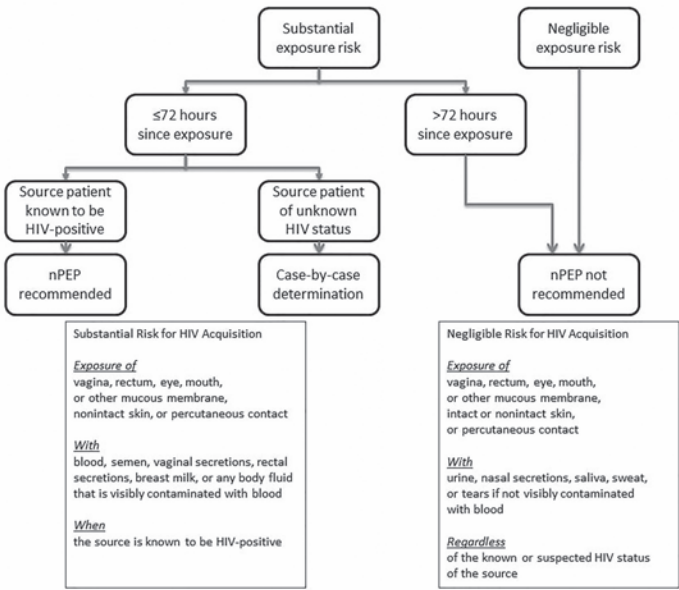 Substantial
exposure risk
Negligible
exposure risk
≤72 hours
since exposure
>72 hours
since exposure
Source patient
known to be
HIV-positive
Source patient
of unknown
HIV status
nPEP
recommended
Case-by-case
determination
nPEP not
recommended
Substantial Risk for HIV Acquisition
Exposure of
vagina, rectum, eye, mouth,
or other mucous membrane,
nonintact skin, or percutaneous contact
With
blood, semen, vaginal secretions, rectal
secretions, breast milk, or any body fluid
that is visibly contaminated with blood
When
the source is known to be HIV-positive
Negligible Risk for HIV Acquisition
Exposure of
vagina, rectum, eye, mouth,
or other mucous membrane,
intact or nonintact skin,
or percutaneous contact
With
urine, nasal secretions, saliva, sweat,
or tears if not visibly contaminated
with blood
Regardless
of the known or suspected HIV status
of the source